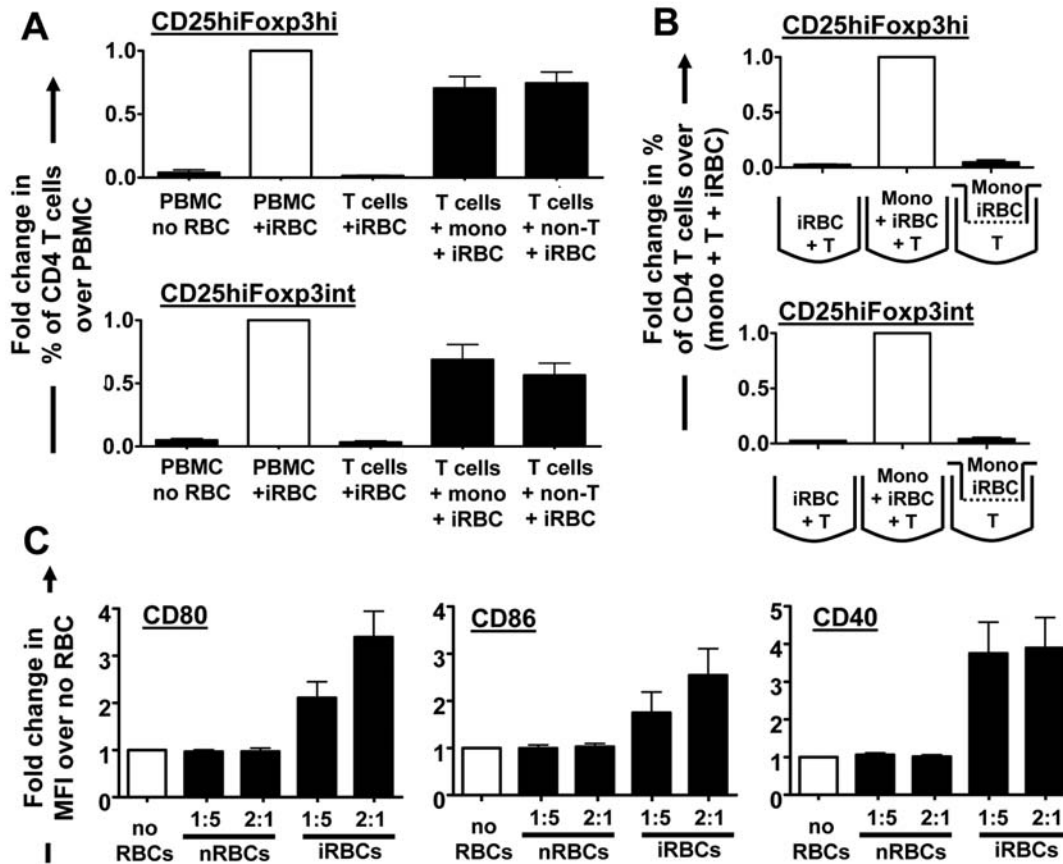 A
CD25hiFoxp3hi
Fold change in
% of CD4 T cells
over PBMC
1.0
0.5
0.0
PBMC
no RBC
PBMC
+iRBC
T cells
+iRBC
T cells
+ mono
+ iRBC
T cells
+ non-T
+ iRBC
CD25hiFoxp3int
1.0
0.5
0.0
PBMC
no RBC
PBMC
+iRBC
T cells
+iRBC
T cells
+ mono
+ iRBC
T cells
+ non-T
+ iRBC
B
CD25hiFoxp3hi
Fold change in %
of CD4 T cells over
(mono + T + iRBC)
1.0
0.5
0.0
iRBC
+ T
Mono
+ iRBC
+ T
Mono
iRBC
T
CD25hiFoxp3int
1.0
0.5
0.0
iRBC
+ T
Mono
+ iRBC
+ T
Mono
iRBC
T
C
Fold change in
MFI over no RBC
CD80
4
3
2
1
0
no
RBCs
1:5
2:1
nRBCs
1:5
2:1
iRBCs
CD86
4
3
2
1
0
no
RBCs
1:5
2:1
nRBCs
1:5
2:1
iRBCs
CD40
5
4
3
2
1
0
no
RBCs
1:5
2:1
nRBCs
1:5
2:1
iRBCs